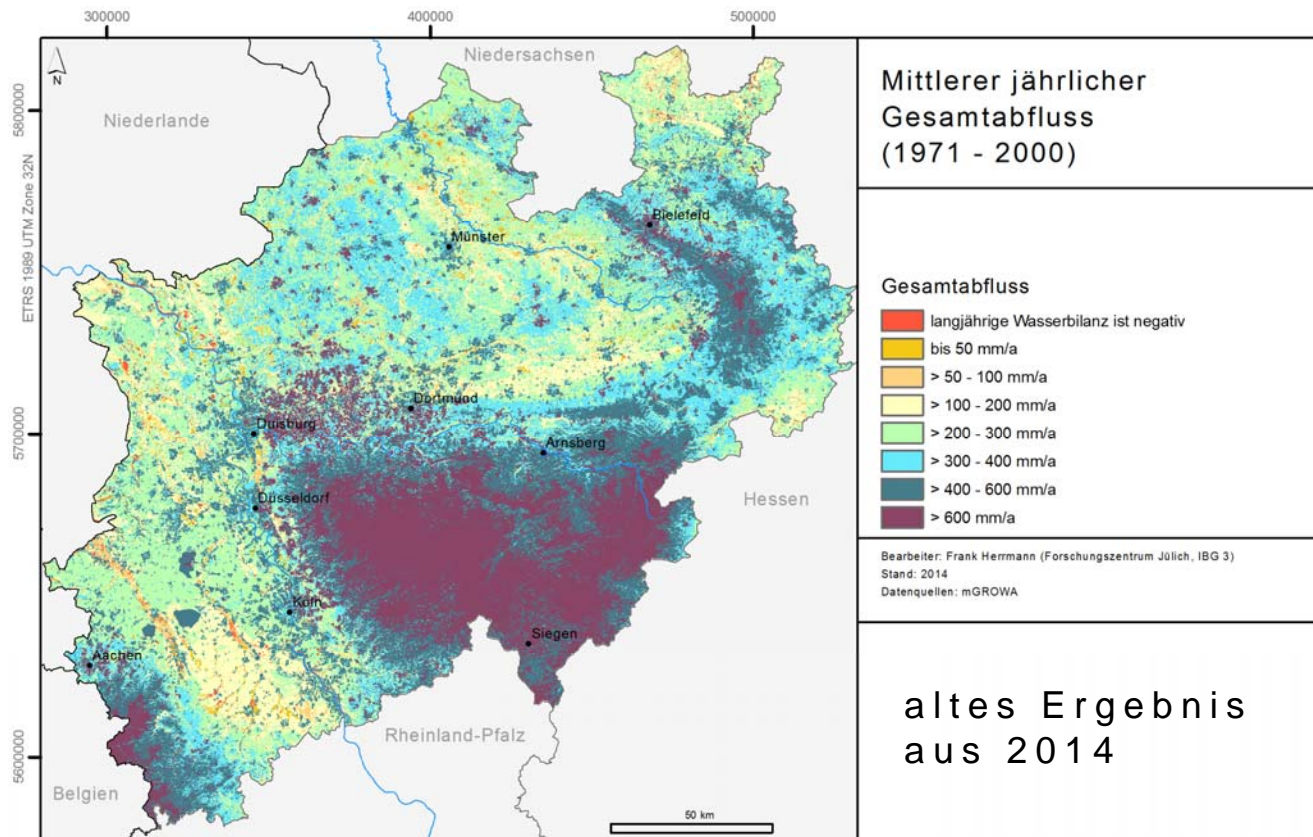 300000
400000
500000
5800000
5700000
5600000
ETRS 1989 UTM Zone 32N
N
Niedersachsen
Niederlande
Bielefeld
Münster
Dortmund
Duisburg
Arnsberg
Düsseldorf
Hessen
Köln
Siegen
Aachen
Rheinland-Pfalz
Belgien
50 km
Mittlerer jährlicher
Gesamtabfluss
(1971 - 2000)
Gesamtabfluss
langjährige Wasserbilanz ist negativ
bis 50 mm/a
> 50 - 100 mm/a
> 100 - 200 mm/a
> 200 - 300 mm/a
> 300 - 400 mm/a
> 400 - 600 mm/a
> 600 mm/a
Bearbeiter: Frank Herrmann (Forschungszentrum Jülich, IBG 3)
Stand: 2014
Datenquellen: mGROWA
altes Ergebnis
aus 2014